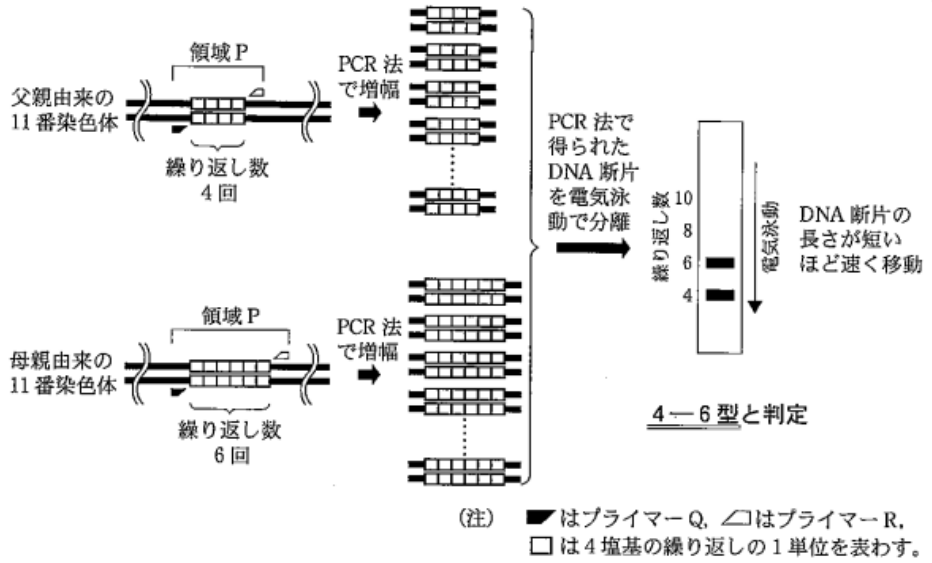 領域P
父親由来の
11番染色体
繰り返し数
4回
PCR法
で増幅
領域P
母親由来の
11番染色体
繰り返し数
6回
PCR法
で増幅
PCR法で
得られた
DNA断片
を電気泳
動で分離
繰り返し数
10
8
6
4
電気泳動
DNA断片の
長さが短い
ほど速く移動
4—6型と判定
(注) はプライマーQ, はプライマーR,
は4塩基の繰り返しの1単位を表わす。